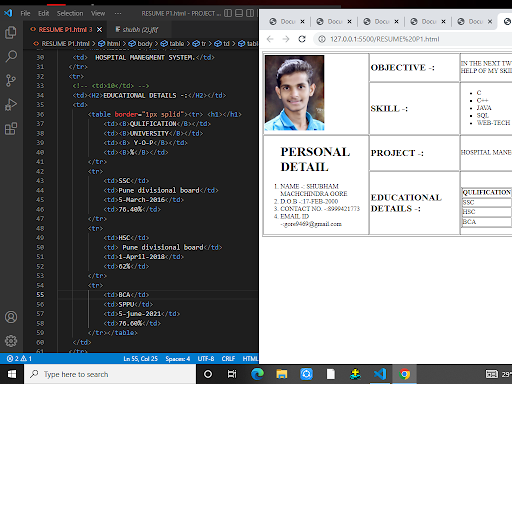 File Edit Selection View
RESUME P1.html - PROJECT ...
RESUME P1.html 3 ×
shubh (2).jfif
RESUME P1.html > html > body > table > tr > td > table
30 <td> HOSPITAL MANEGMENT SYSTEM.</td>
31 </tr>
32 <tr>
33 <!-- <td>10</td> -->
34 <td><H2>EDUCATIONAL DETAILS -:</H2></td>
35 <td>
36 <table border="1px splid"><tr> <h1></h1>
37 <td><B>QULIFICATION</B></td>
38 <td><B>UNIVERSITY</B></td>
39 <td><B> Y-O-P</B></td>
40 <td><B>%</B></td>
41 </tr>
42 <tr>
43 <td>SSC</td>
44 <td>Pune divisional board</td>
45 <td>5-March-2016</td>
46 <td>76.40%</td>
47 </tr>
48 <tr>
49 <td>HSC</td>
50 <td> Pune divisional board</td>
51 <td>1-April-2018</td>
52 <td>62%</td>
53 </tr>
54 <tr>
55 <td>BCA</td>
56 <td>SPPU</td>
57 <td>5-june-2021</td>
58 <td>76.60%</td>
59 </tr></table>
60 </td>
61 </tr>
2 1
Ln 55, Col 25 Spaces: 4 UTF-8 CRLF HTML
Docu × Docu × Docu × Docu × Docu
127.0.0.1:5500/RESUME%20P1.html
OBJECTIVE -:
IN THE NEXT TW
HELP OF MY SKIL
SKILL -:
C
C++
JAVA
SQL
WEB-TECH
PERSONAL
DETAIL
1. NAME -: SHUBHAM
MACHCHINDRA GORE
2. D.O.B -:17-FEB-2000
3. CONTACT NO. -:8999421773
4. EMAIL ID
-:gore9469@gmail.com
PROJECT -:
HOSPITAL MANE
EDUCATIONAL
DETAILS -:
QULIFICATION
SSC
HSC
BCA
Type here to search
29°